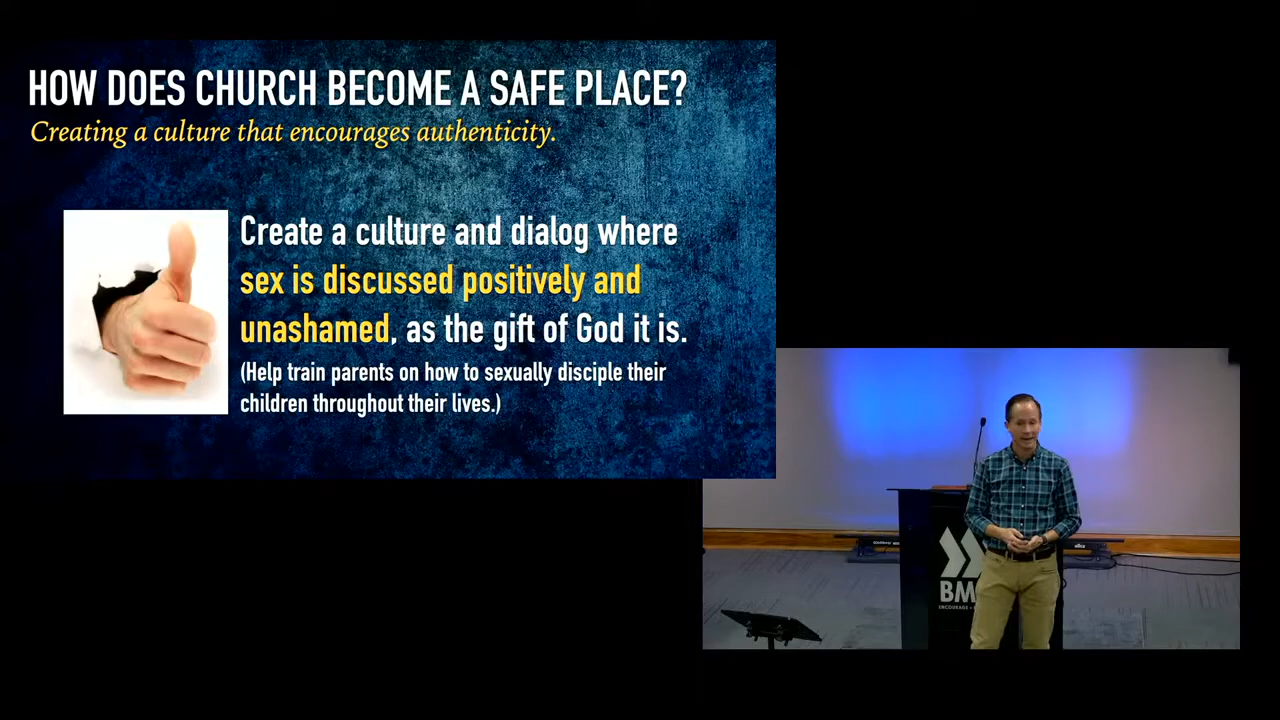 HOW DOES CHURCH BECOME A SAFE PLACE?
Creating a culture that encourages authenticity.
Create a culture and dialog where
sex is discussed positively and
unashamed, as the gift of God it is.
(Help train parents on how to sexually disciple their
children throughout their lives.)
BM
ENCOURAGE